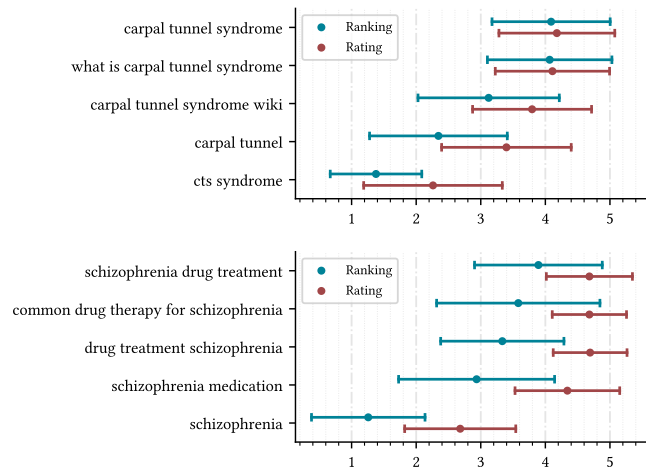 carpal tunnel syndrome
what is carpal tunnel syndrome
carpal tunnel syndrome wiki
carpal tunnel
cts syndrome
Ranking
Rating
1 2 3 4 5
schizophrenia drug treatment
common drug therapy for schizophrenia
drug treatment schizophrenia
schizophrenia medication
schizophrenia
Ranking
Rating
1 2 3 4 5